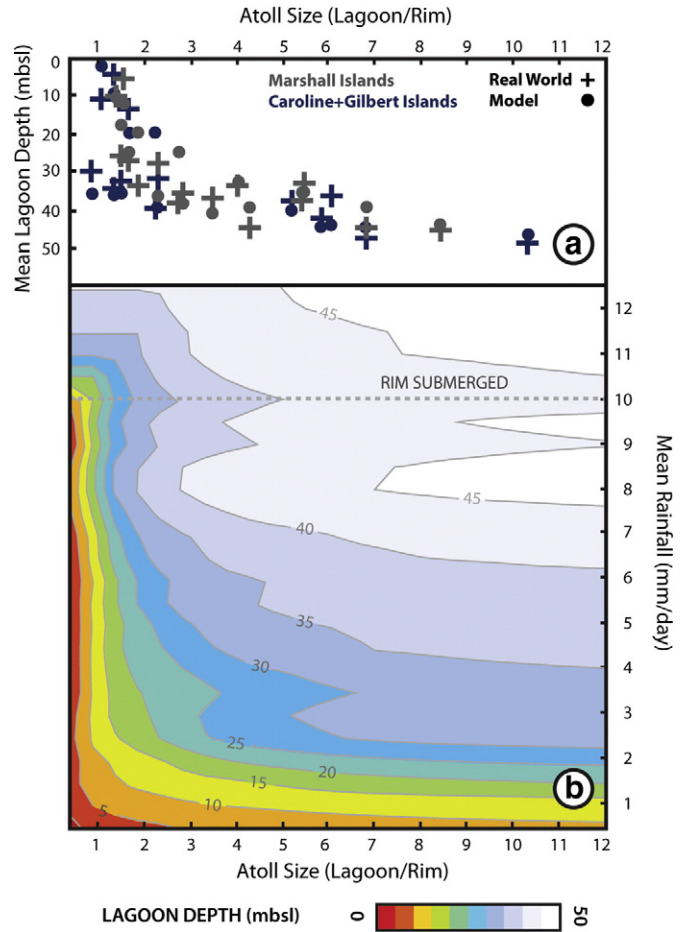 Atoll Size (Lagoon/Rim)
1 2 3 4 5 6 7 8 9 10 11 12
Mean Lagoon Depth (mbsl)
0
10
20
30
40
50
Marshall Islands
Caroline+Gilbert Islands
Real World
Model
a
45
RIM SUBMERGED
45
40
35
30
25
20
15
10
5
b
12
11
10
9
8
7
6
5
4
3
2
1
Mean Rainfall (mm/day)
1 2 3 4 5 6 7 8 9 10 11 12
Atoll Size (Lagoon/Rim)
LAGOON DEPTH (mbsl) 0 50